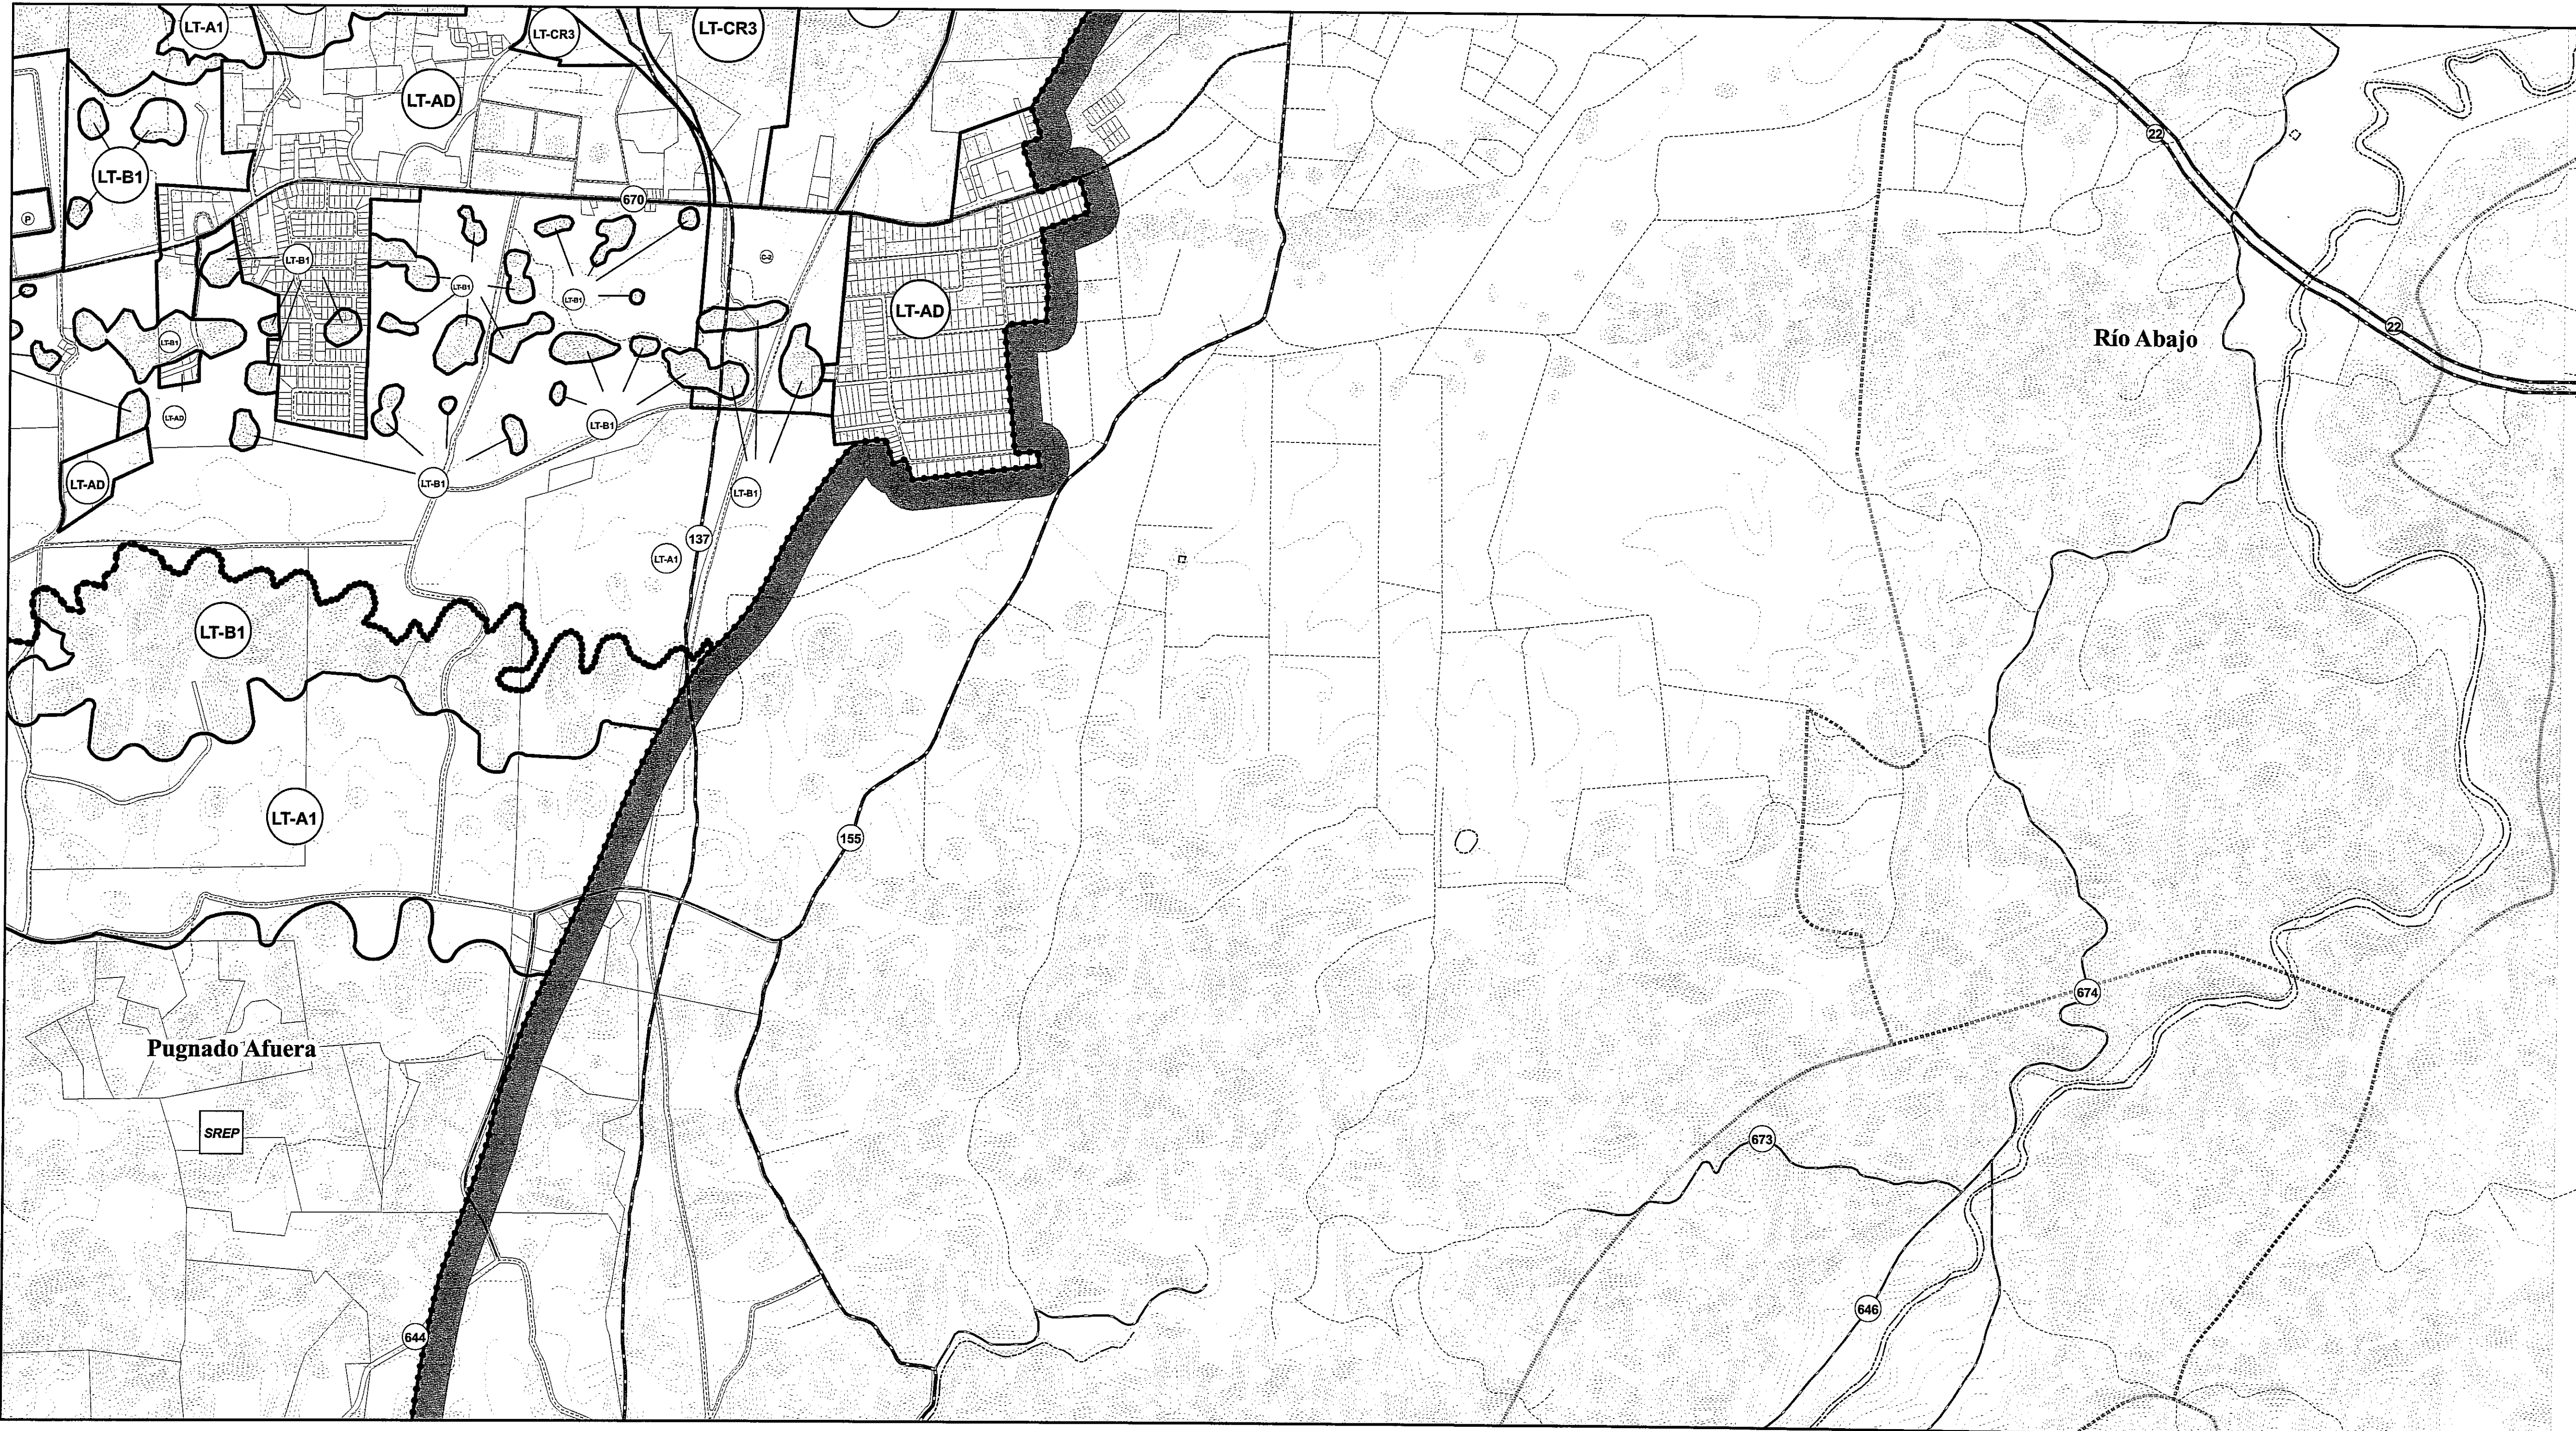 LT-A1
LT-CR3
LT-CR3
LT-AD
22
LT-B1
670
P
C-2
LT-B1
LT-B1
LT-B1
LT-AD
22
Río Abajo
LT-B1
LT-AD
LT-B1
LT-AD
LT-B1
LT-B1
137
LT-A1
LT-B1
LT-A1
155
674
Pugnado Afuera
SREP
673
646
644